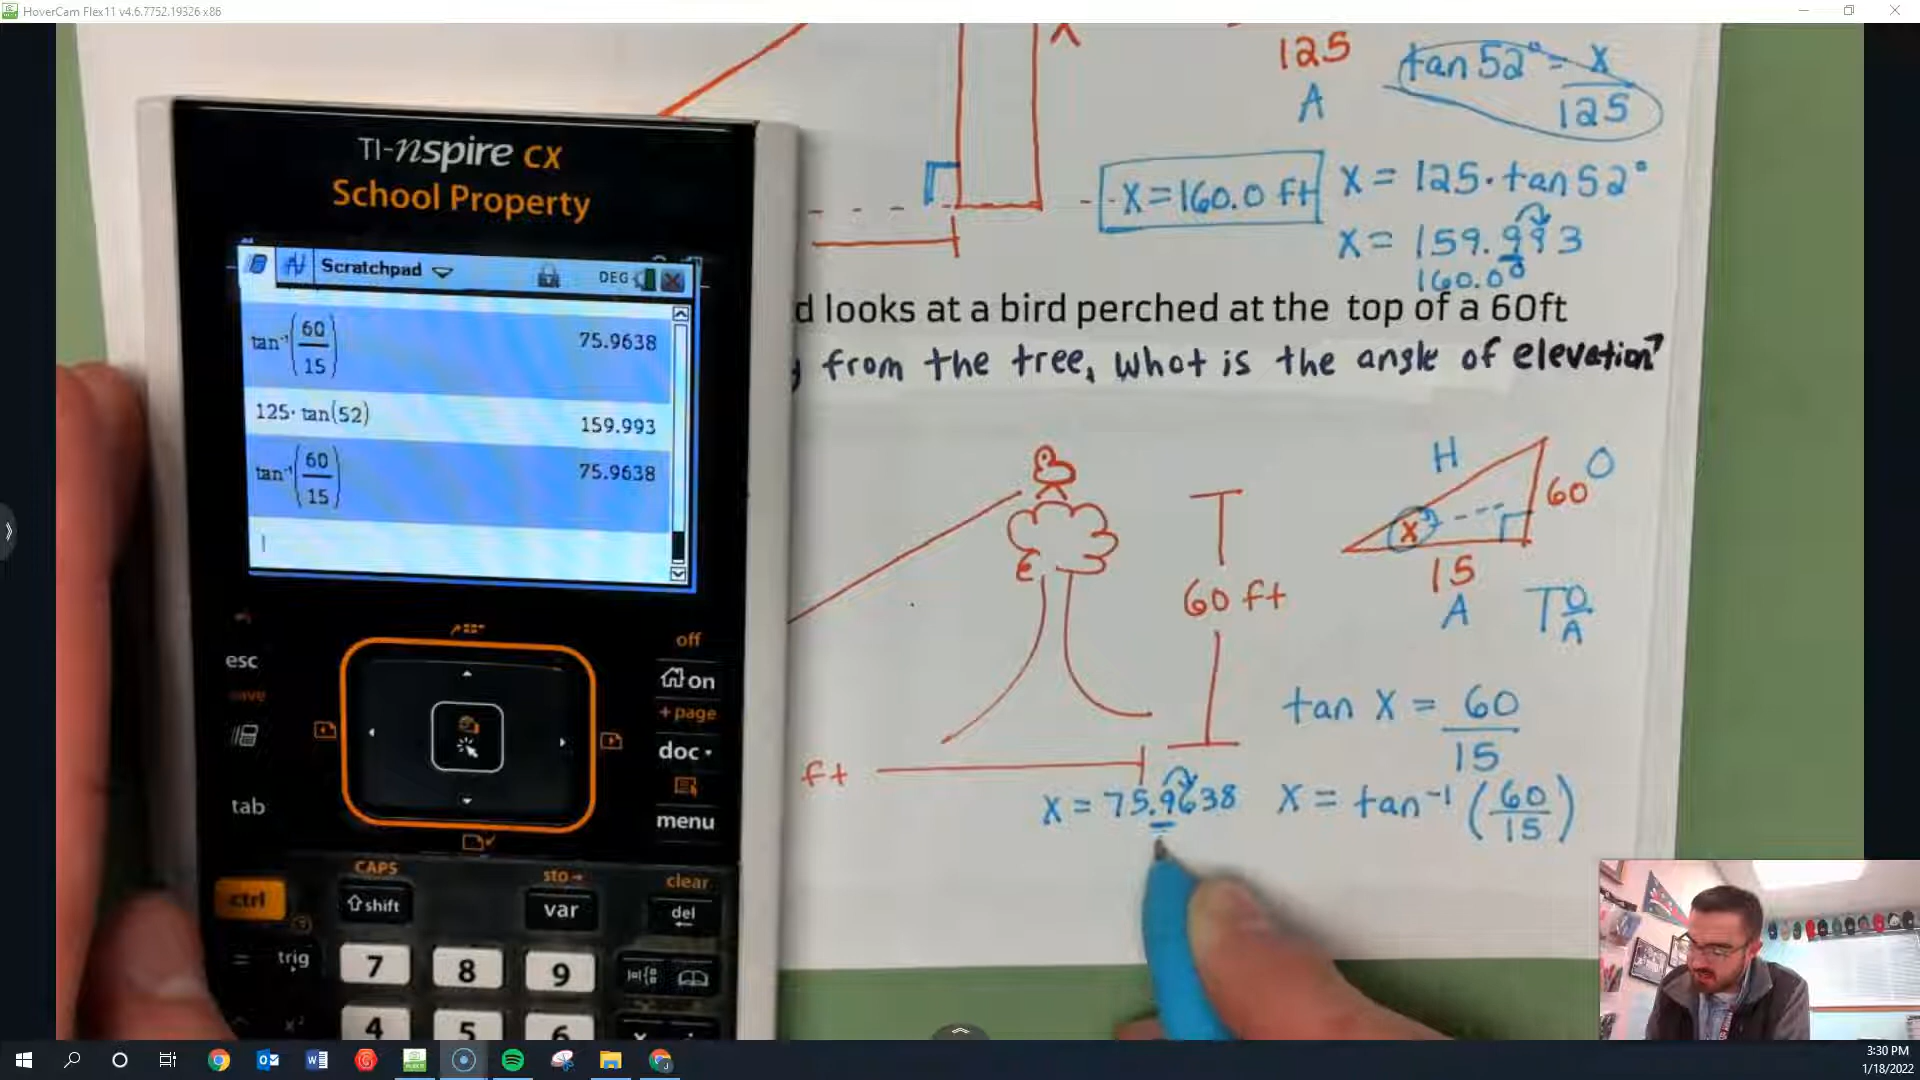 HoverCam Flex11 v4.6.7752.19326 x86
TI-nspire CX
School Property
Scratchpad
DEG
tan⁻¹(60/15) 75.9638
125·tan(52) 159.993
tan⁻¹(60/15) 75.9638
esc
save
tab
off
on
+page
doc
menu
CAPS
sto→
clear
ctrl
shift
var
del
trig
7 8 9
4 5 6
x
125
A
tan 52° = x/125
x = 160.0 ft
x = 125 · tan 52°
x = 159.993
160.0
d looks at a bird perched at the top of a 60ft
y from the tree, what is the angle of elevation?
60 ft
ft
H
60 O
x
15
A
T O/A
tan x = 60/15
x = tan⁻¹(60/15)
x = 75.9638
3:30 PM
1/18/2022